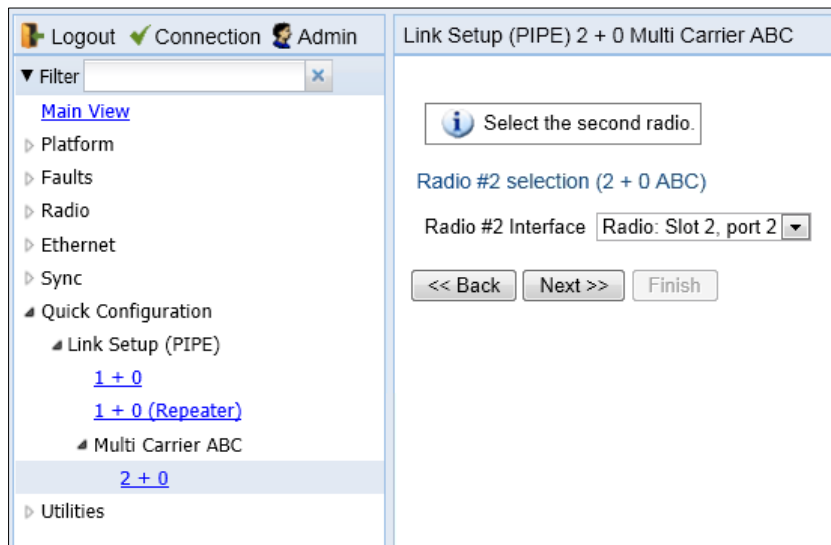 Logout Connection Admin
Filter
Main View
Platform
Faults
Radio
Ethernet
Sync
Quick Configuration
Link Setup (PIPE)
1 + 0
1 + 0 (Repeater)
Multi Carrier ABC
2 + 0
Utilities
Link Setup (PIPE) 2 + 0 Multi Carrier ABC
Select the second radio.
Radio #2 selection (2 + 0 ABC)
Radio #2 Interface Radio: Slot 2, port 2
<< Back Next >> Finish